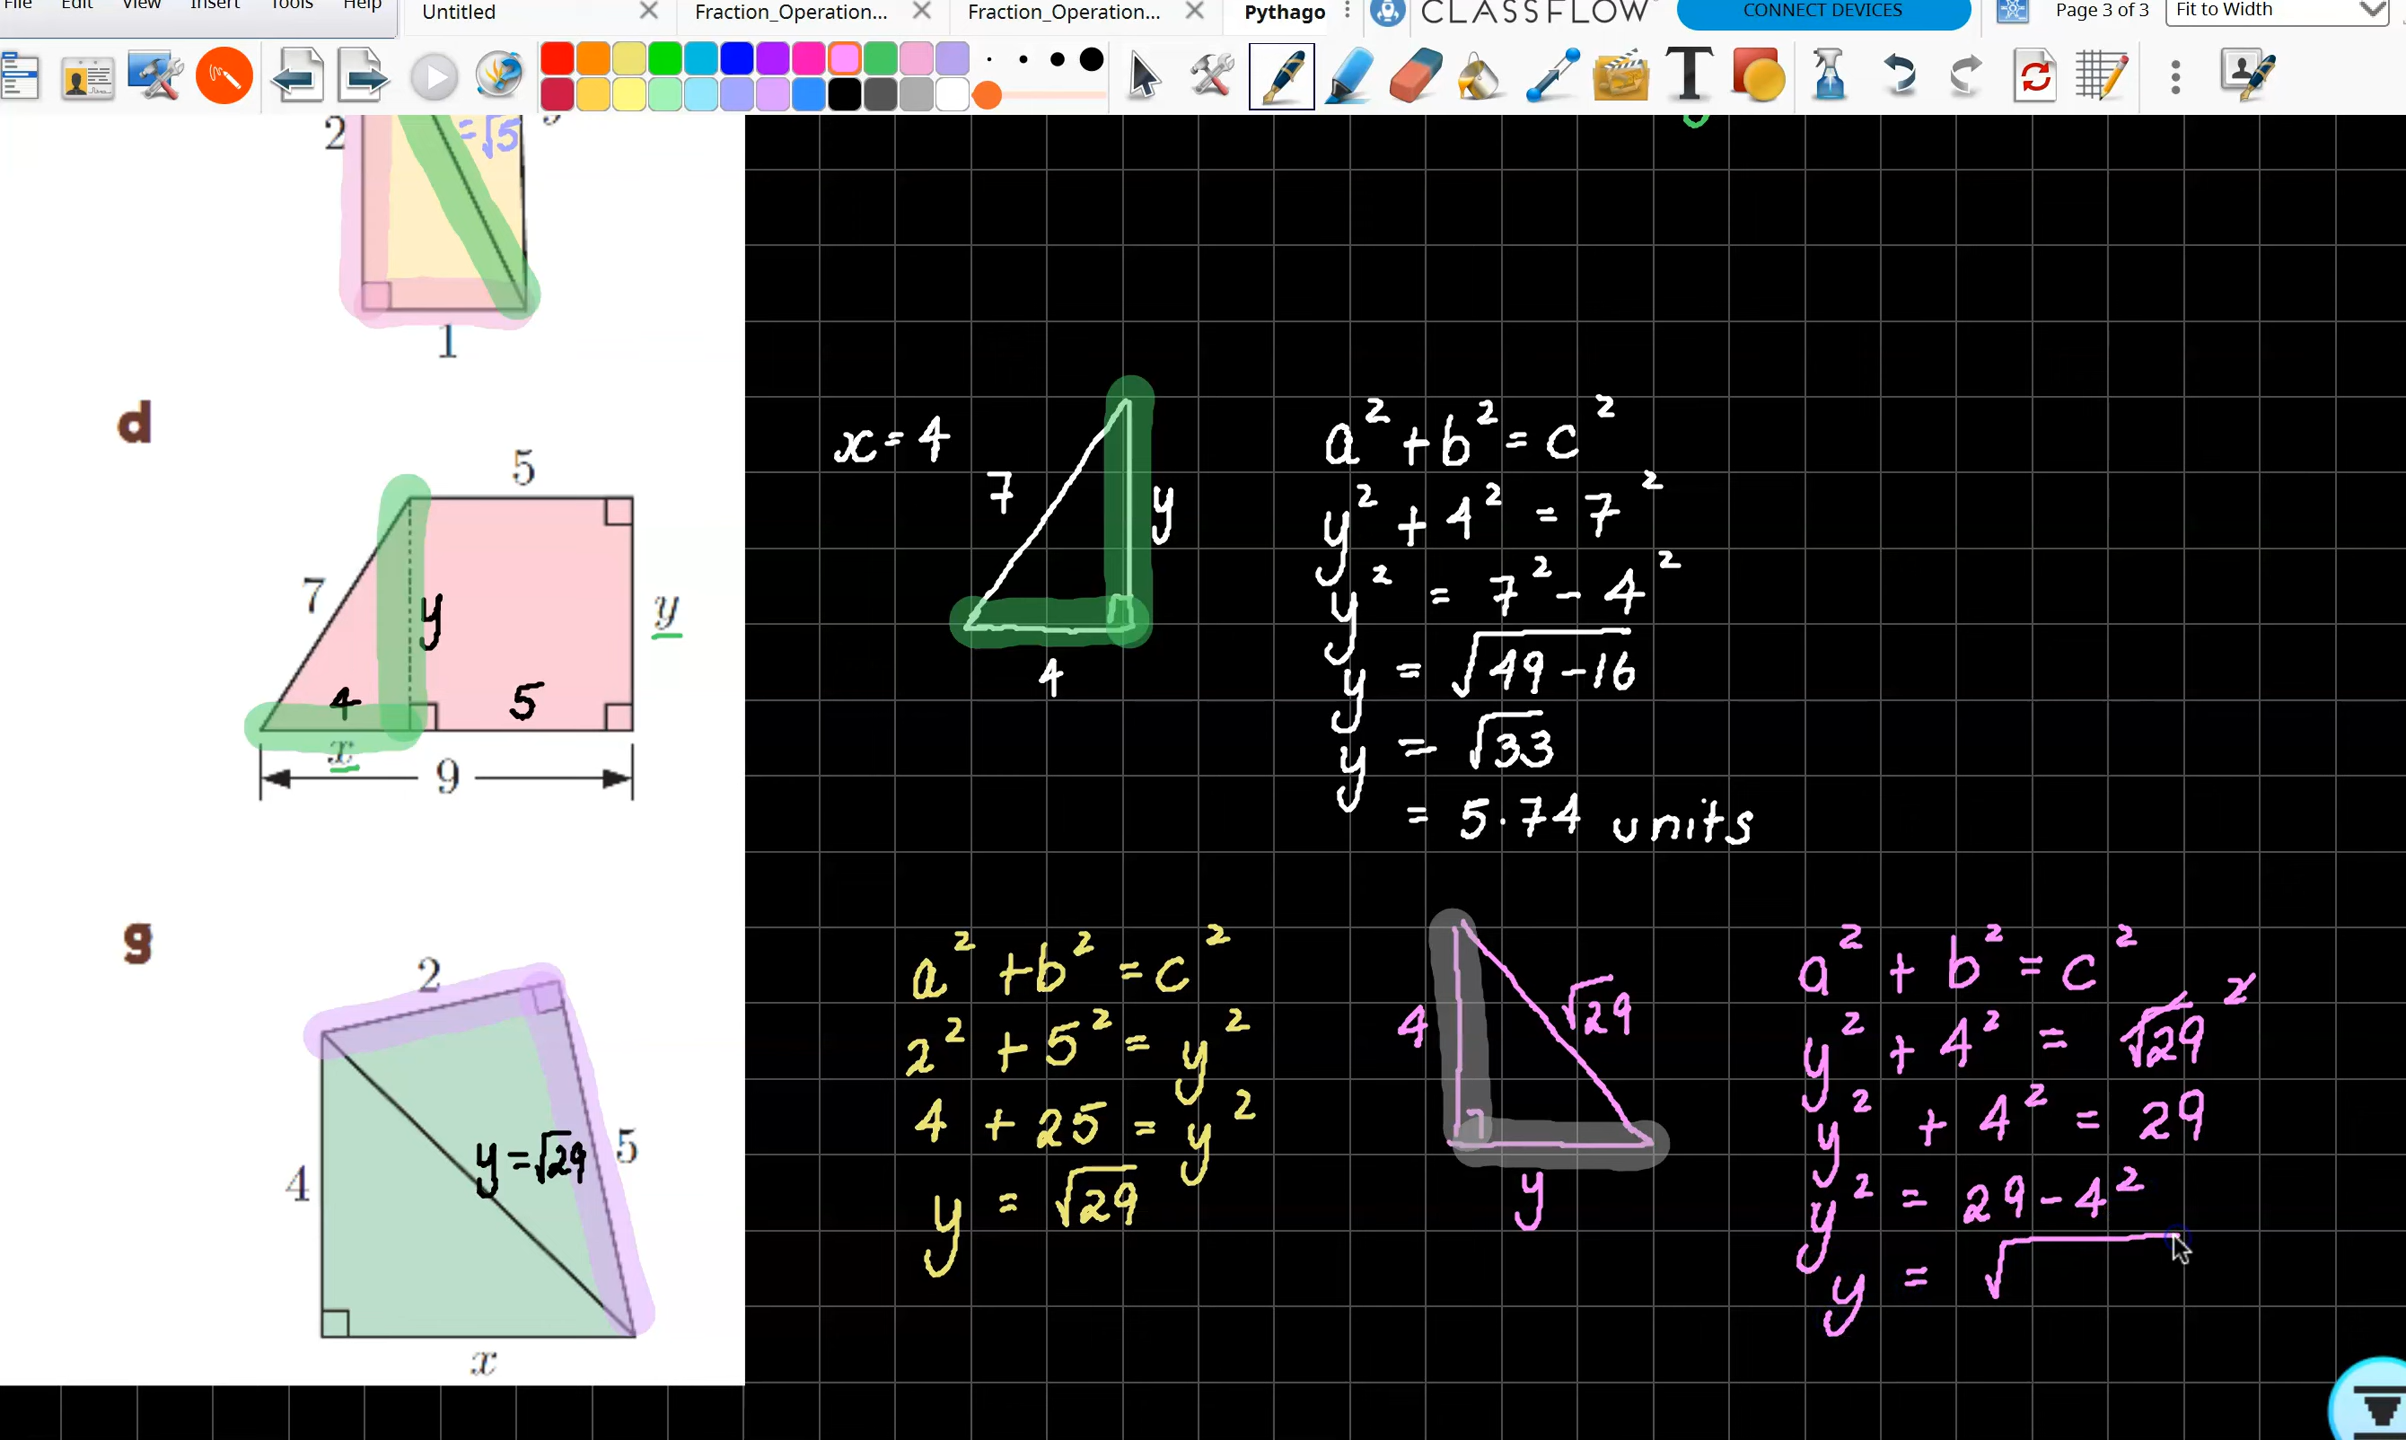 File Edit View Insert Tools Help
Untitled
Fraction_Operation...
Fraction_Operation...
Pythago
CLASSFLOW
CONNECT DEVICES
Page 3 of 3
Fit to Width
T
2
=√5
1
d
5
7
y
y
4
5
x
9
x = 4
7
y
4
a² + b² = c²
y² + 4² = 7²
y² = 7² - 4²
y = √49-16
y = √33
y = 5.74 units
g
2
4
y = √29
5
x
a² + b² = c²
2² + 5² = y²
4 + 25 = y²
y = √29
4
√29
y
a² + b² = c²
y² + 4² = √29²
y² + 4² = 29
y² = 29 - 4²
y = √